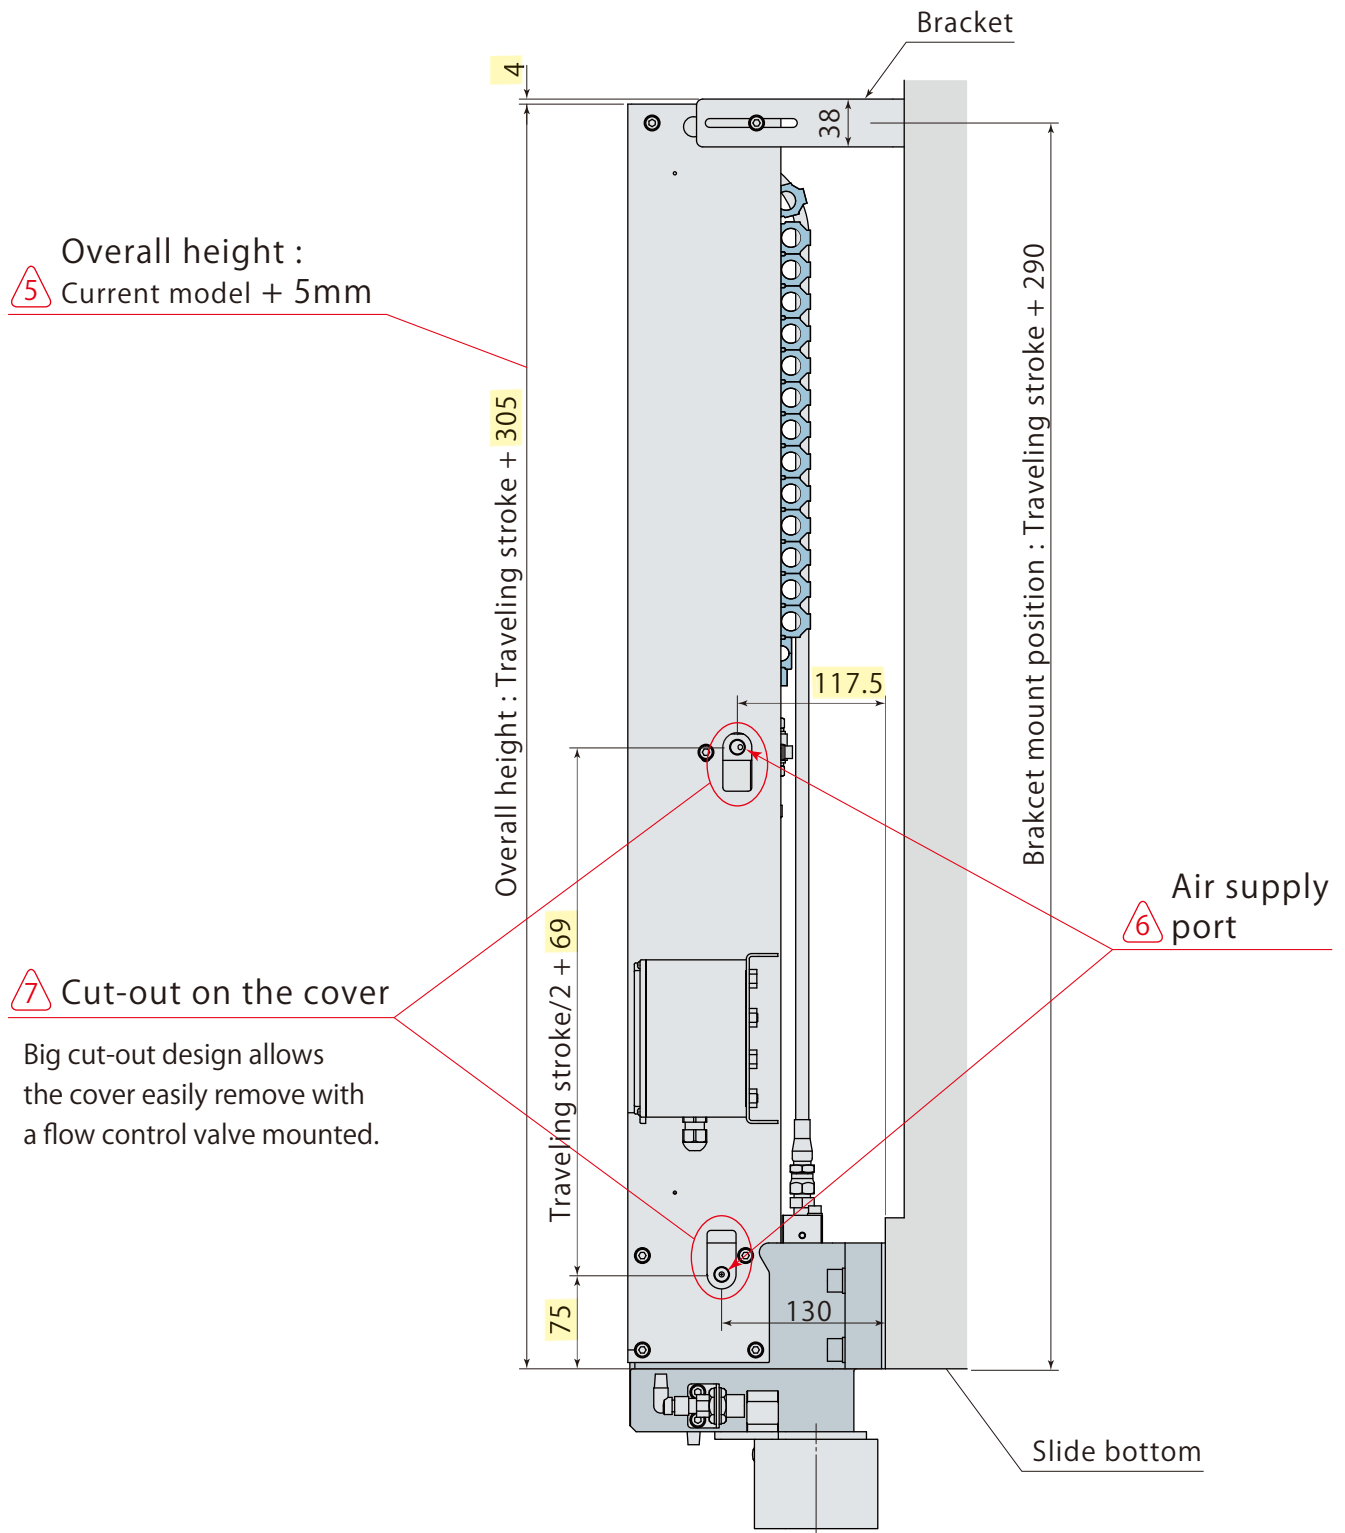 Bracket
4
38
Overall height :
5 Current model + 5mm
Overall height : Traveling stroke + 305
Brakcet mount position : Traveling stroke + 290
117.5
Air supply
6 port
Traveling stroke/2 + 69
7 Cut-out on the cover
Big cut-out design allows
the cover easily remove with
a flow control valve mounted.
75
130
Slide bottom